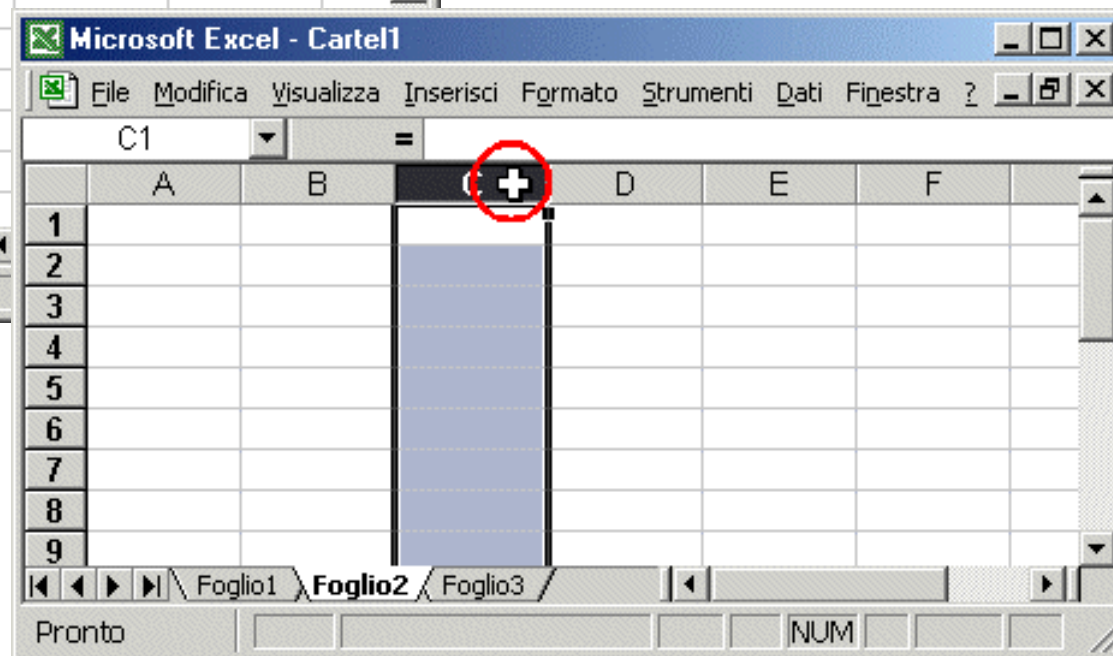 Microsoft Excel - Cartel1
File Modifica Visualizza Inserisci Formato Strumenti Dati Finestra ?
C1 =
A B C D E F
1
2
3
4
5
6
7
8
9
Foglio1 Foglio2 Foglio3
Pronto NUM